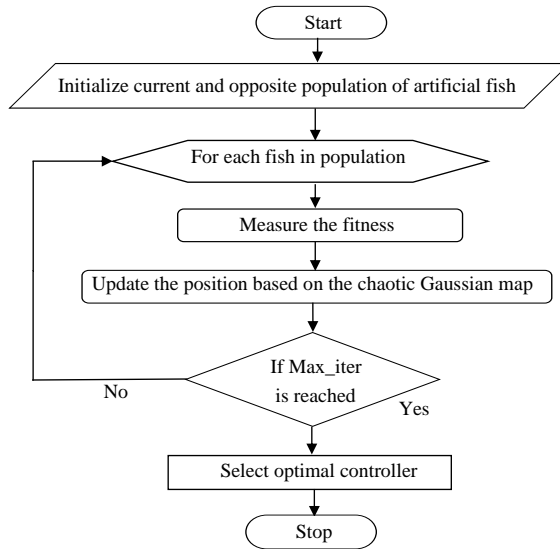 Start
Initialize current and opposite population of artificial fish
For each fish in population
Measure the fitness
Update the position based on the chaotic Gaussian map
If Max_iter
is reached
No
Yes
Select optimal controller
Stop